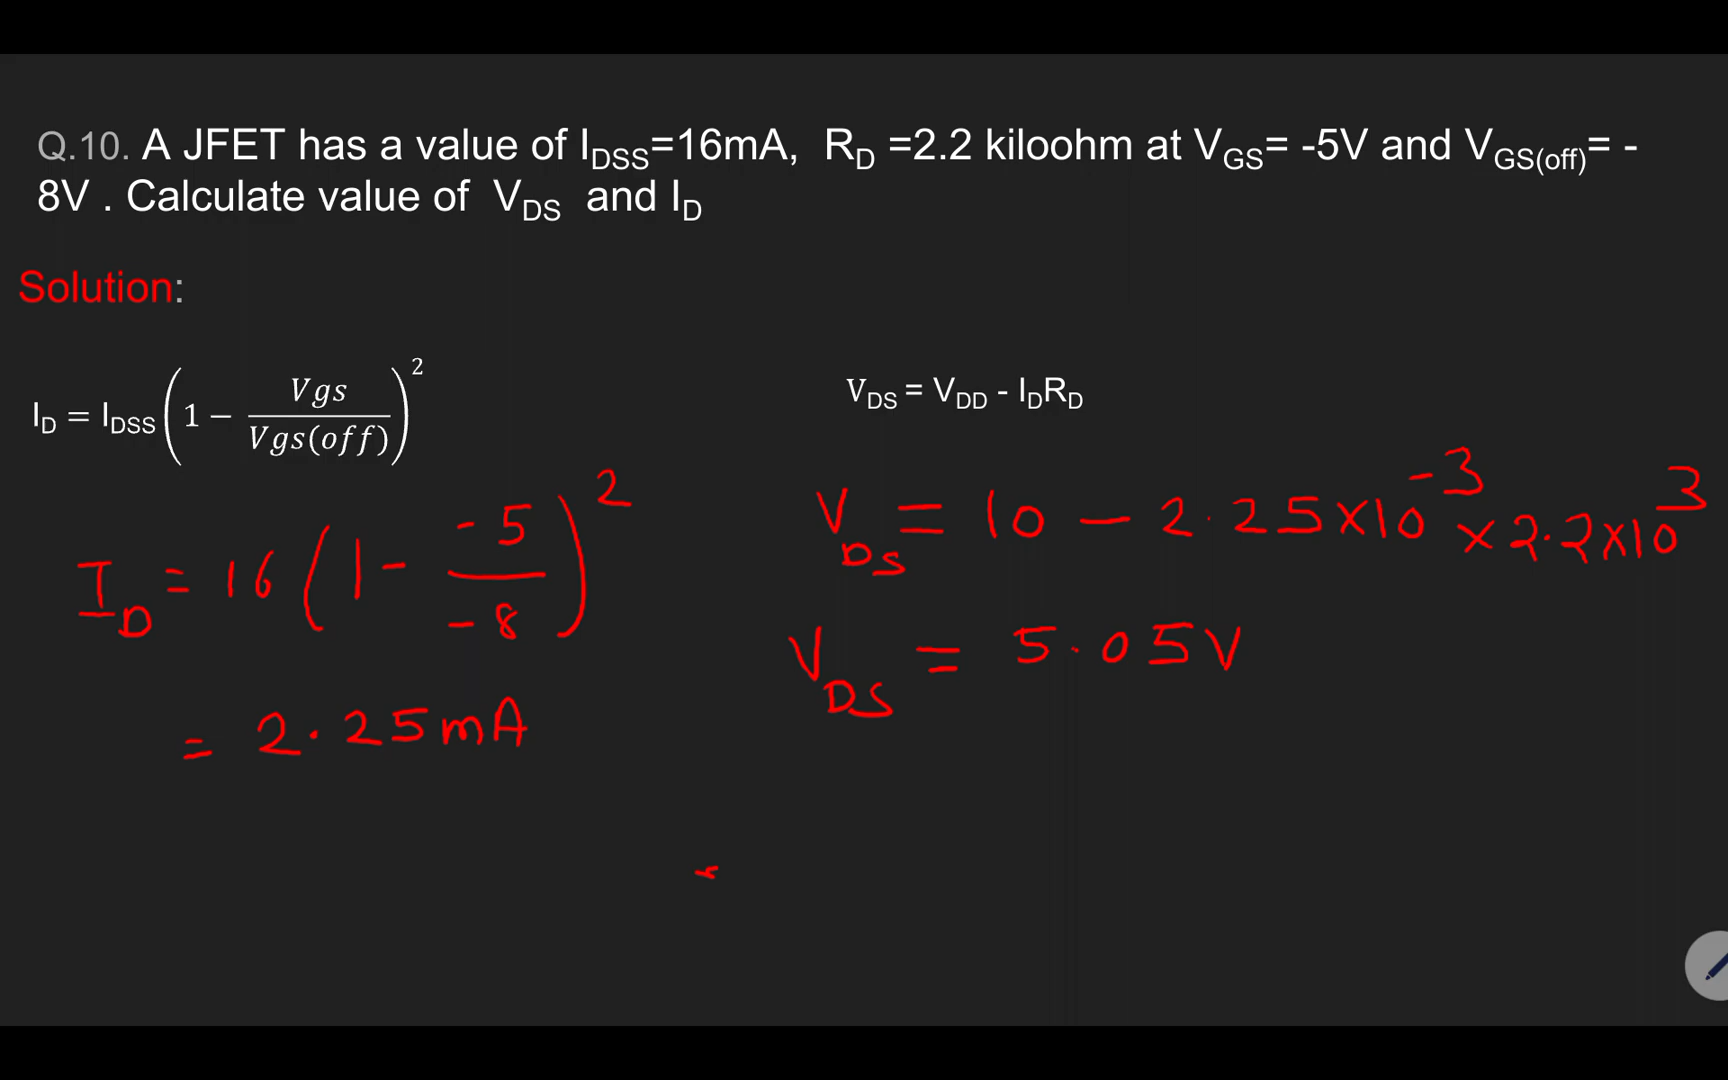 Q.10. A JFET has a value of IDSS=16mA, RD =2.2 kiloohm at VGS= -5V and VGS(off)= -
8V . Calculate value of VDS and ID
Solution:
ID = IDSS(1 − Vgs/Vgs(off))²
ID = 16(1 - -5/-8)²
= 2.25mA
VDS = VDD - IDRD
VDS = 10 - 2.25×10⁻³ × 2.2×10³
VDS = 5.05V